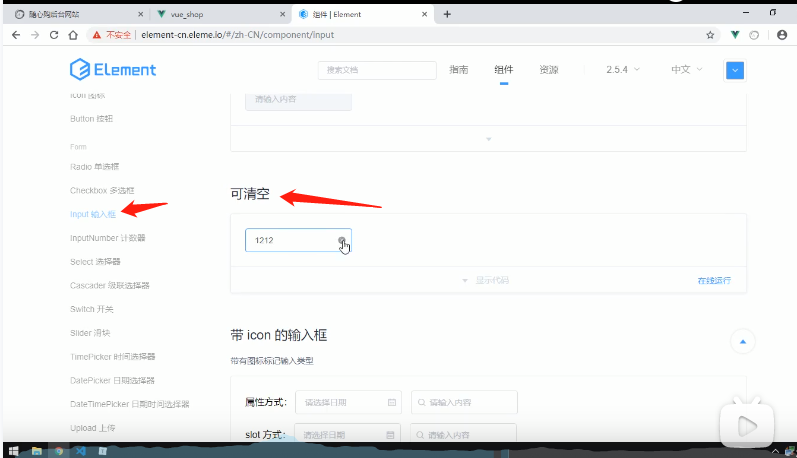 酷心购后台网站
vue_shop
组件 | Element
不安全
element-cn.eleme.io/#/zh-CN/component/input
Element
搜索文档
指南
组件
资源
2.5.4
中文
Icon 图标
Button 按钮
Form
Radio 单选框
Checkbox 多选框
Input 输入框
InputNumber 计数器
Select 选择器
Cascader 级联选择器
Switch 开关
Slider 滑块
TimePicker 时间选择器
DatePicker 日期选择器
DateTimePicker 日期时间选择器
Upload 上传
请输入内容
可清空
1212
显示代码
在线运行
带 icon 的输入框
带有图标标记输入类型
属性方式:
请选择日期
请输入内容
slot 方式:
请选择日期
请输入内容